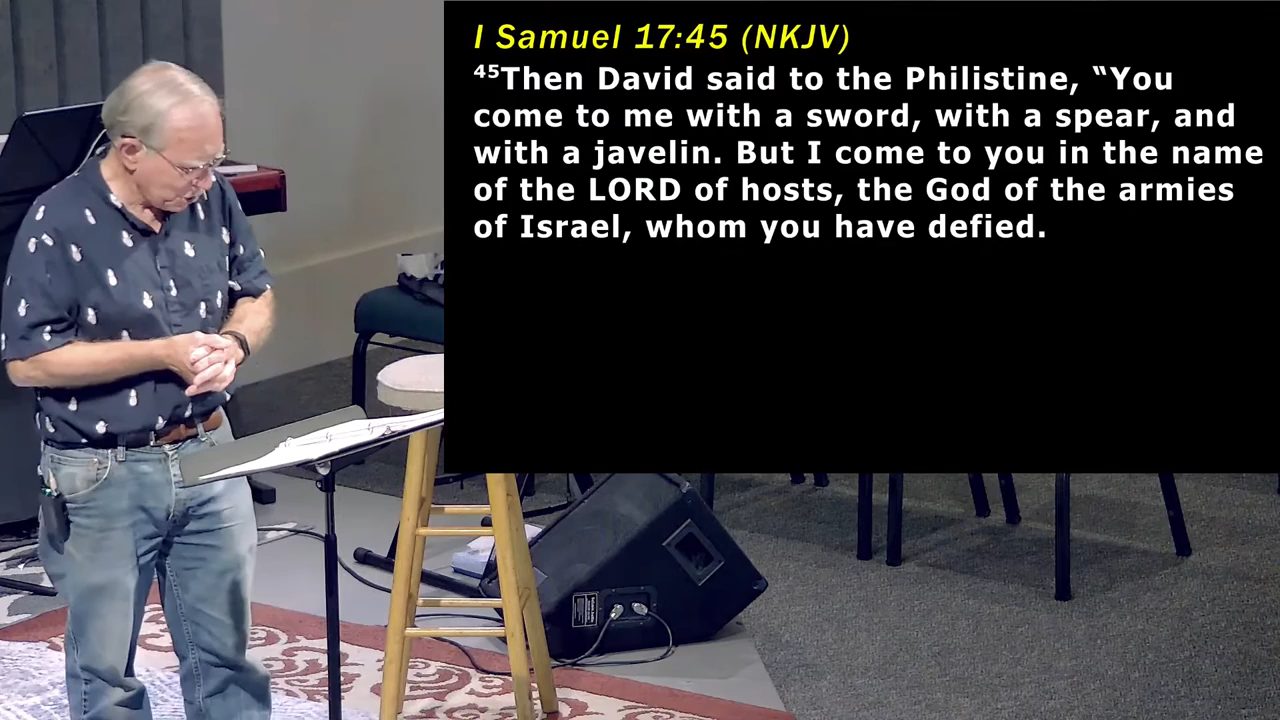 I Samuel 17:45 (NKJV)
⁴⁵Then David said to the Philistine, “You
come to me with a sword, with a spear, and
with a javelin. But I come to you in the name
of the LORD of hosts, the God of the armies
of Israel, whom you have defied.